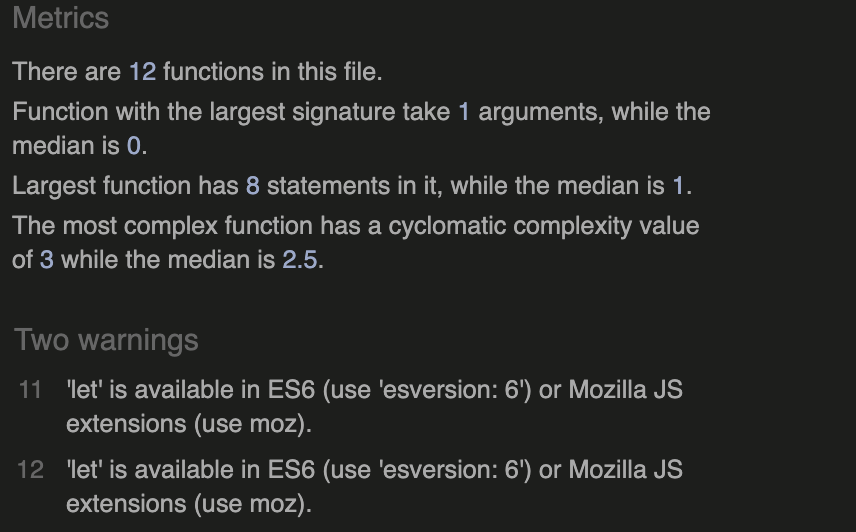 Metrics
There are 12 functions in this file.
Function with the largest signature take 1 arguments, while the
median is 0.
Largest function has 8 statements in it, while the median is 1.
The most complex function has a cyclomatic complexity value
of 3 while the median is 2.5.
Two warnings
11 'let' is available in ES6 (use 'esversion: 6') or Mozilla JS
extensions (use moz).
12 'let' is available in ES6 (use 'esversion: 6') or Mozilla JS
extensions (use moz).